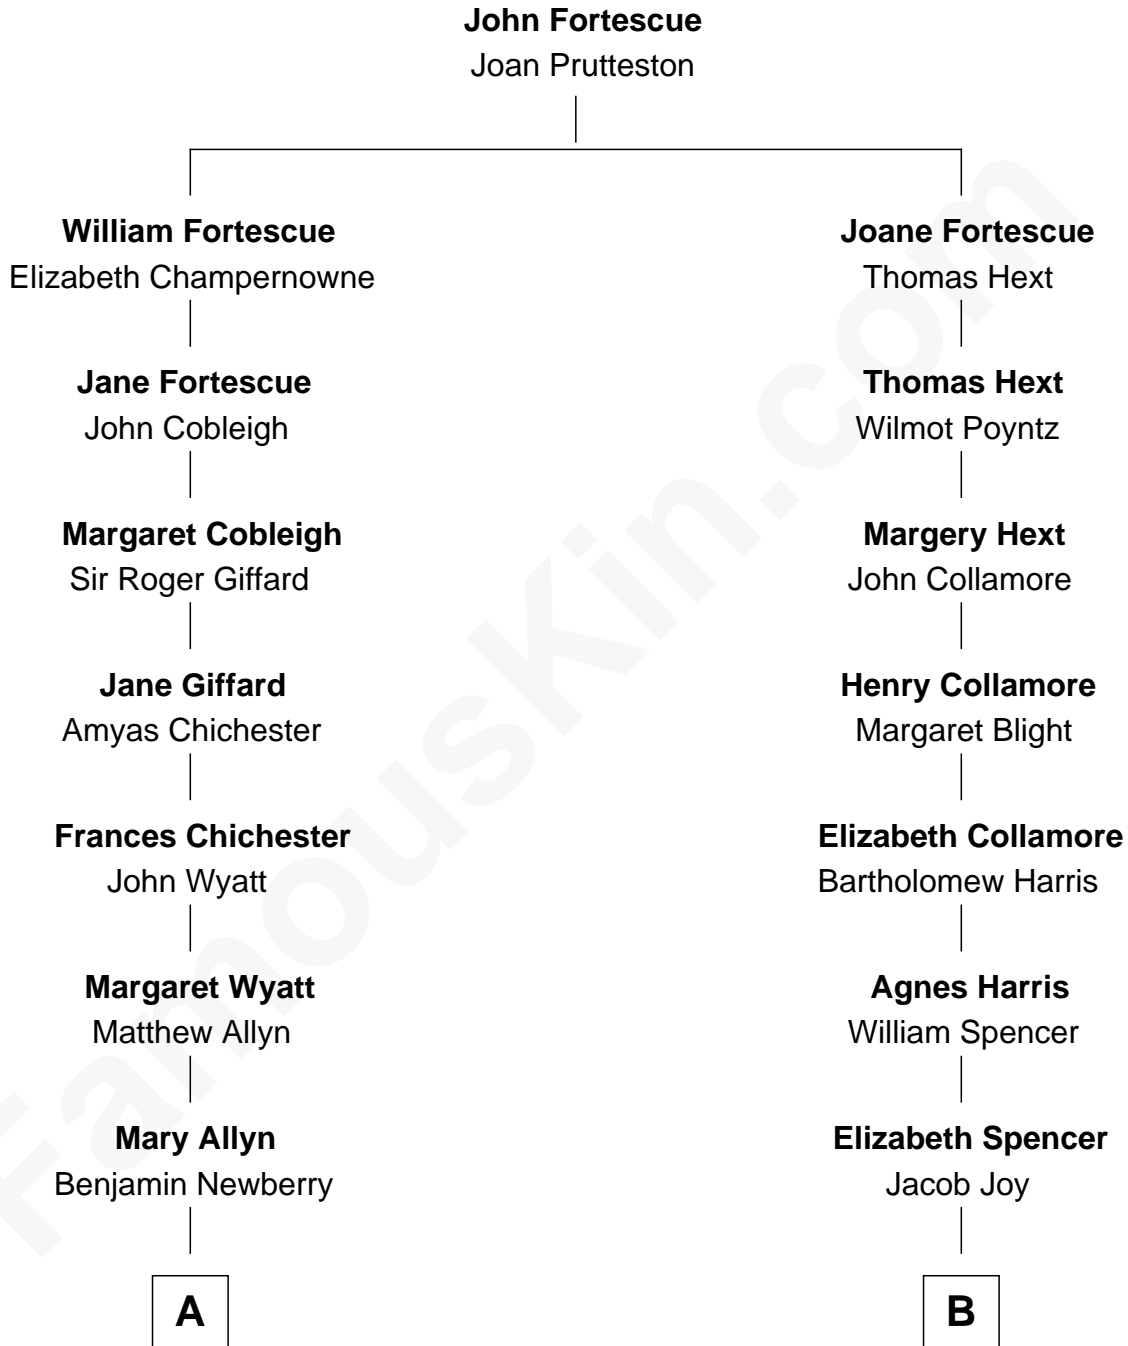 John Fortescue
Joan Prutteston
William Fortescue
Elizabeth Champernowne
Joane Fortescue
Thomas Hext
Jane Fortescue
John Cobleigh
Thomas Hext
Wilmot Poyntz
Margaret Cobleigh
Sir Roger Giffard
Margery Hext
John Collamore
Jane Giffard
Amyas Chichester
Henry Collamore
Margaret Blight
Frances Chichester
John Wyatt
Elizabeth Collamore
Bartholomew Harris
Margaret Wyatt
Matthew Allyn
Agnes Harris
William Spencer
Mary Allyn
Benjamin Newberry
Elizabeth Spencer
Jacob Joy
A
B
FamousKin.com